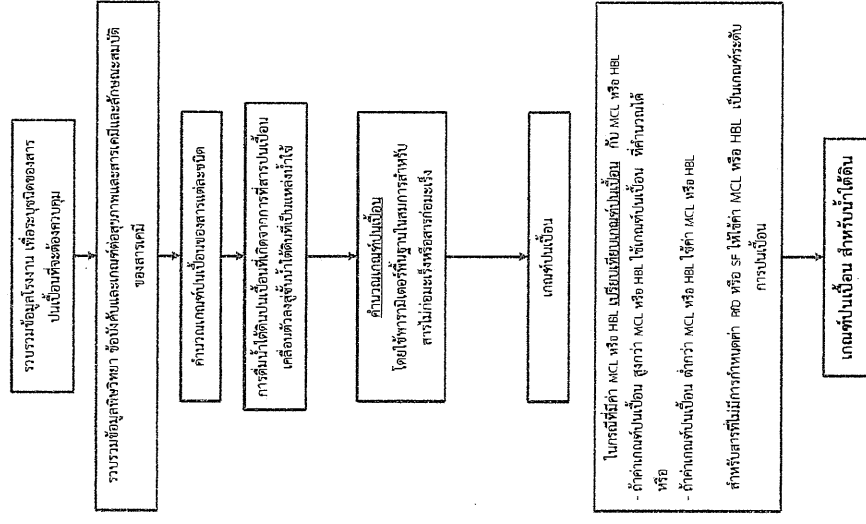 รวบรวมข้อมูลโรงงาน เพื่อระบุชนิดของสาร
ปนเปื้อนที่จะต้องควบคุม
รวบรวมข้อมูลพิษวิทยา ข้อบังคับและเกณฑ์ต่อสุขภาพและสารเคมีและลักษณะสมบัติ
ของสารเคมี
คำนวณเกณฑ์ปนเปื้อนของสารแต่ละชนิด
การดื่มน้ำใต้ดินปนเปื้อนที่เกิดจากการที่สารปนเปื้อน
เคลื่อนตัวลงสู่ชั้นน้ำใต้ดินที่เป็นแหล่งน้ำใช้
คำนวณเกณฑ์ปนเปื้อน
โดยใช้พารามิเตอร์พื้นฐานในสมการสำหรับ
สารไม่ก่อมะเร็งหรือสารก่อมะเร็ง
เกณฑ์ปนเปื้อน
ในกรณีที่มีค่า MCL หรือ HBL เปรียบเทียบเกณฑ์ปนเปื้อน กับ MCL หรือ HBL
- ถ้าค่าเกณฑ์ปนเปื้อน สูงกว่า MCL หรือ HBL ใช้เกณฑ์ปนเปื้อน ที่คำนวณได้
หรือ
- ถ้าค่าเกณฑ์ปนเปื้อน ต่ำกว่า MCL หรือ HBL ใช้ค่า MCL หรือ HBL
สำหรับสารที่ไม่มีการกำหนดค่า RfD หรือ SF ให้ใช้ค่า MCL หรือ HBL เป็นเกณฑ์ระดับ
การปนเปื้อน
เกณฑ์ปนเปื้อน สำหรับน้ำใต้ดิน